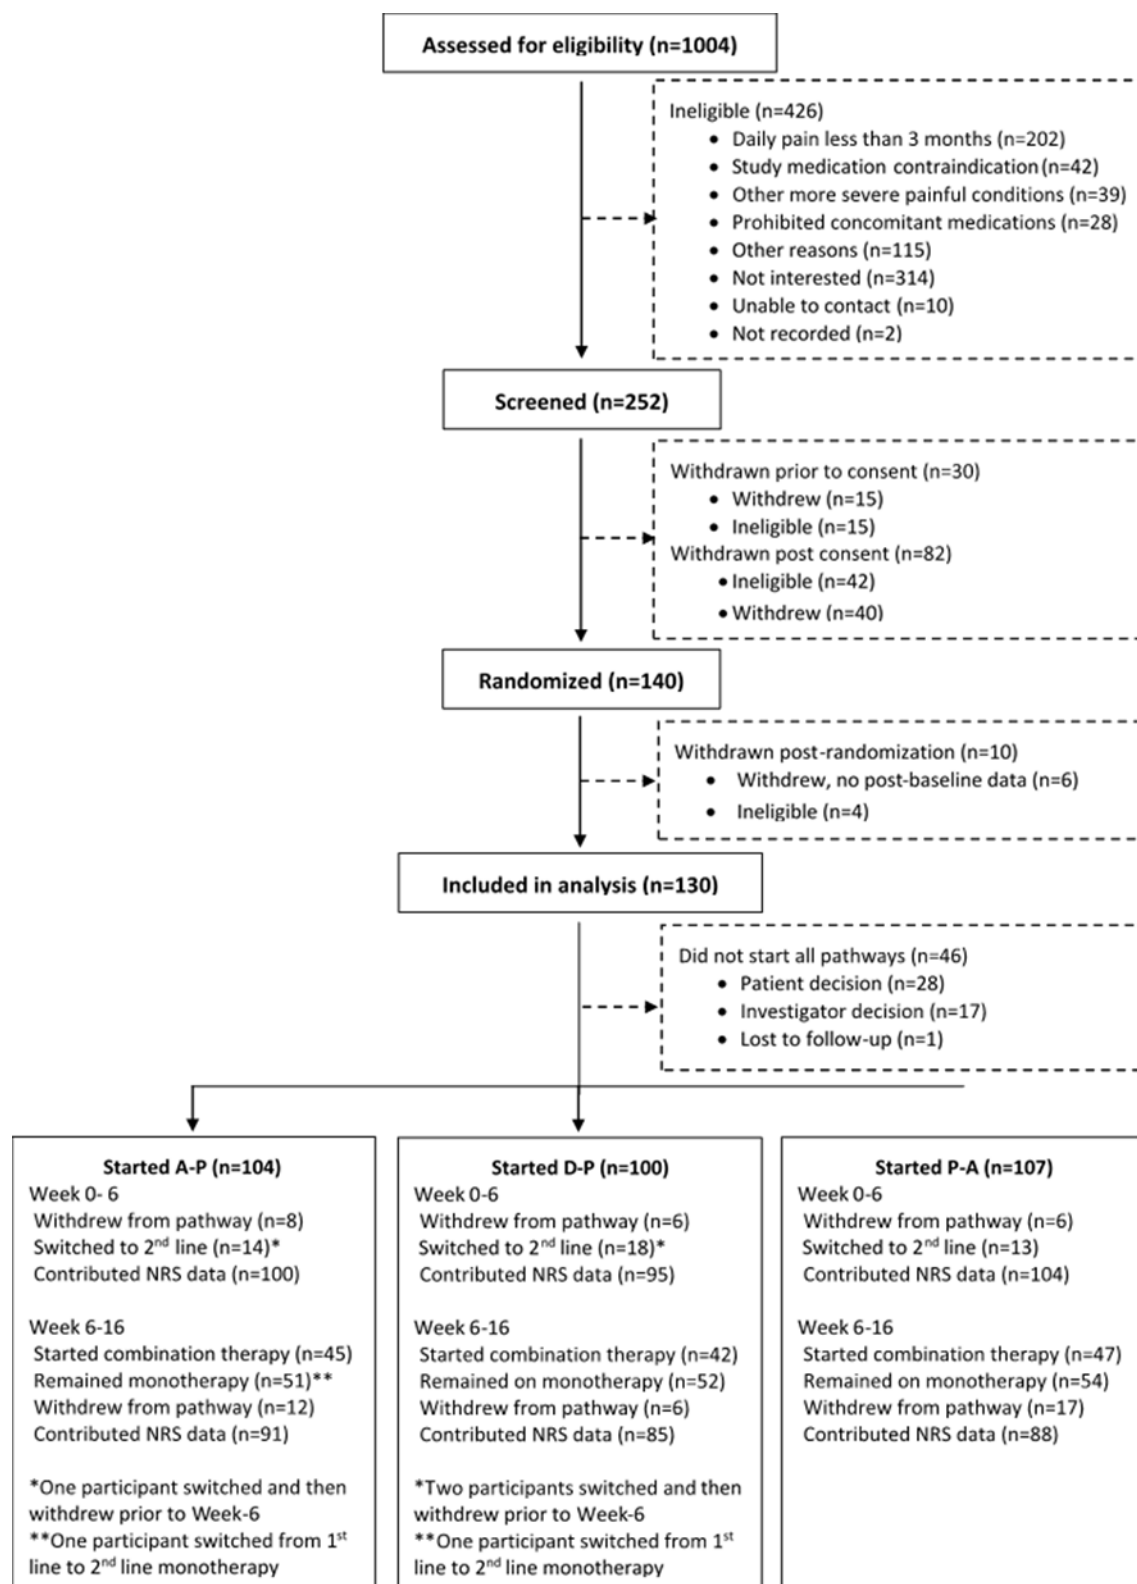 Assessed for eligibility (n=1004)
Ineligible (n=426)
• Daily pain less than 3 months (n=202)
• Study medication contraindication (n=42)
• Other more severe painful conditions (n=39)
• Prohibited concomitant medications (n=28)
• Other reasons (n=115)
• Not interested (n=314)
• Unable to contact (n=10)
• Not recorded (n=2)
Screened (n=252)
Withdrawn prior to consent (n=30)
• Withdrew (n=15)
• Ineligible (n=15)
Withdrawn post consent (n=82)
• Ineligible (n=42)
• Withdrew (n=40)
Randomized (n=140)
Withdrawn post-randomization (n=10)
• Withdrew, no post-baseline data (n=6)
• Ineligible (n=4)
Included in analysis (n=130)
Did not start all pathways (n=46)
• Patient decision (n=28)
• Investigator decision (n=17)
• Lost to follow-up (n=1)
Started A-P (n=104)
Week 0- 6
Withdrew from pathway (n=8)
Switched to 2nd line (n=14)*
Contributed NRS data (n=100)
Week 6-16
Started combination therapy (n=45)
Remained monotherapy (n=51)**
Withdrew from pathway (n=12)
Contributed NRS data (n=91)
*One participant switched and then
withdrew prior to Week-6
**One participant switched from 1st
line to 2nd line monotherapy
Started D-P (n=100)
Week 0-6
Withdrew from pathway (n=6)
Switched to 2nd line (n=18)*
Contributed NRS data (n=95)
Week 6-16
Started combination therapy (n=42)
Remained on monotherapy (n=52)
Withdrew from pathway (n=6)
Contributed NRS data (n=85)
*Two participants switched and then
withdrew prior to Week-6
**One participant switched from 1st
line to 2nd line monotherapy
Started P-A (n=107)
Week 0-6
Withdrew from pathway (n=6)
Switched to 2nd line (n=13)
Contributed NRS data (n=104)
Week 6-16
Started combination therapy (n=47)
Remained on monotherapy (n=54)
Withdrew from pathway (n=17)
Contributed NRS data (n=88)